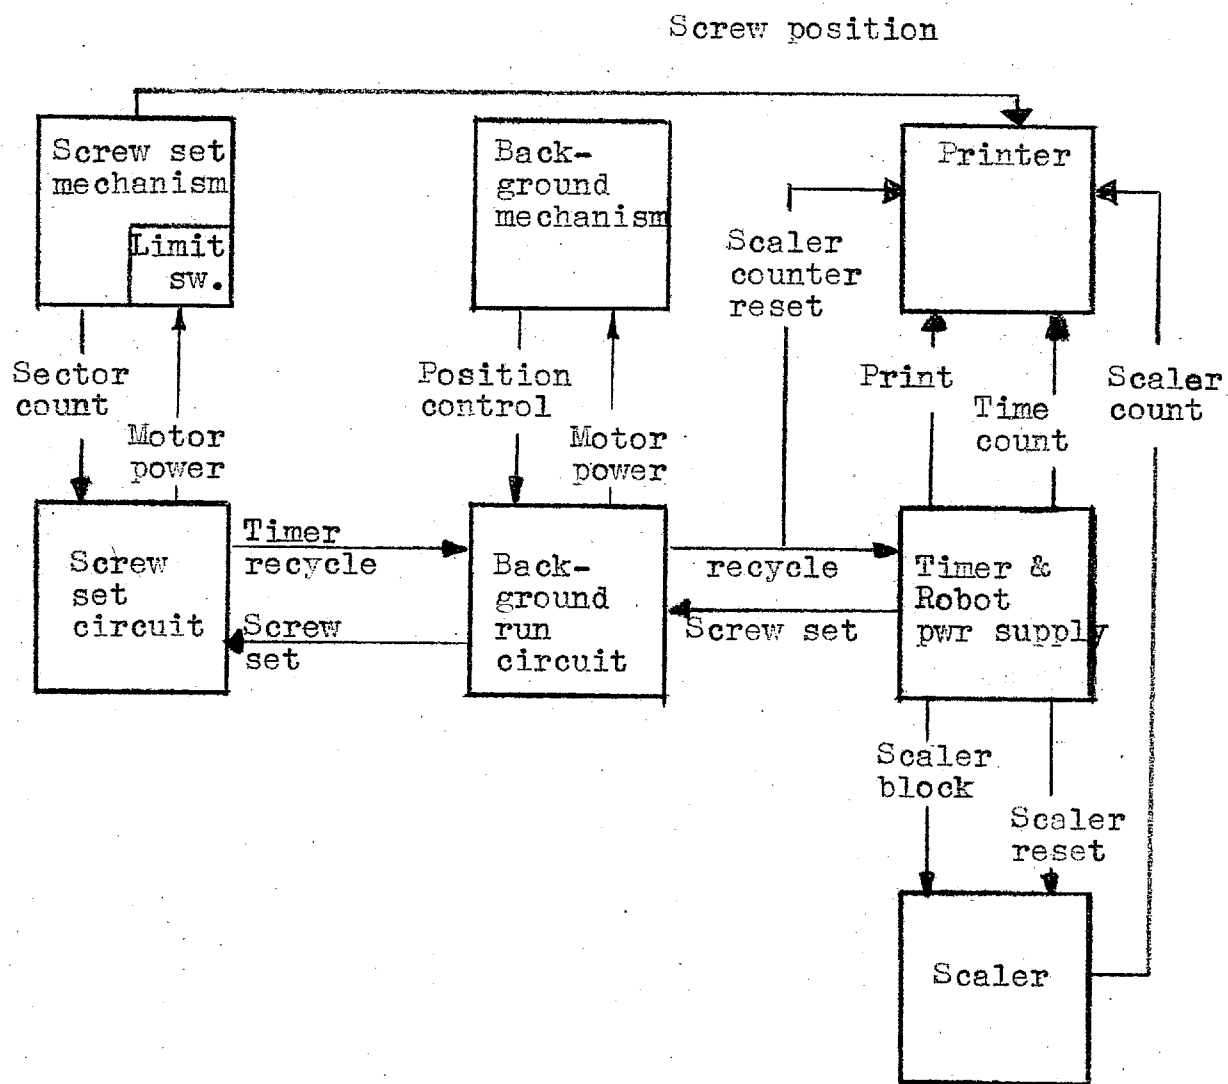 Screw position
Screw set
mechanism
Limit
sw.
Back-
ground
mechanism
Printer
Scaler
counter
reset
Sector
count
Motor
power
Position
control
Motor
power
Print
Time
count
Scaler
count
Screw
set
circuit
Timer
recycle
Screw
set
Back-
ground
run
circuit
recycle
Screw set
Timer &
Robot
pwr supply
Scaler
block
Scaler
reset
Scaler